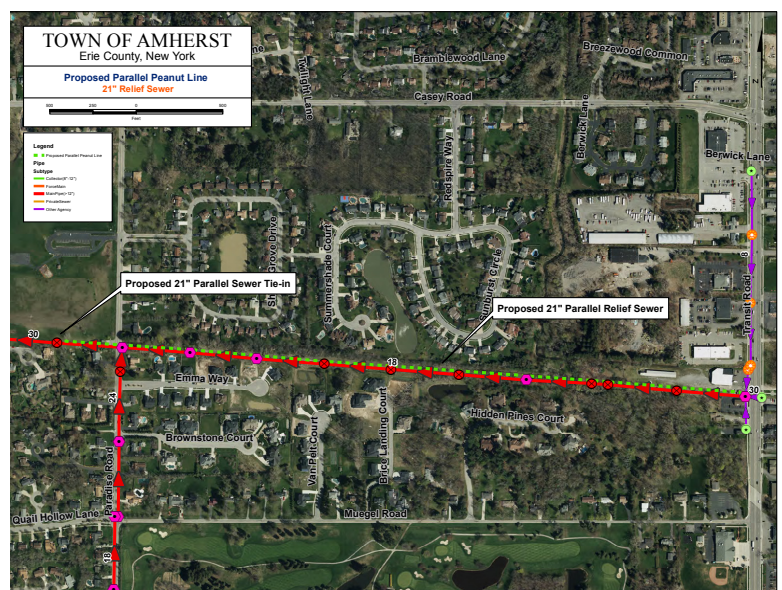 TOWN OF AMHERST
Erie County, New York
Proposed Parallel Peanut Line
21" Relief Sewer
500 250 0 500
Feet
Legend
Proposed Parallel Peanut Line
Pipe
Subtype
Collector(8"-12")
ForceMain
MainPipe(>12")
PrivateSewer
Other Agency
Twilight Lane
Bramblewood Lane
Breezewood Common
Casey Road
Redspire Way
Berwick Lane
Berwick Lane
N
Grove Drive
Summershade Court
Sunburst Circle
8
Transit Road
Proposed 21" Parallel Sewer Tie-in
Proposed 21" Parallel Relief Sewer
30
18
30
Emma Way
24
Hidden Pines Court
Brownstone Court
Van Pelt Court
Brice Landing Court
Paradise Road
Quail Hollow Lane
Muegel Road
18